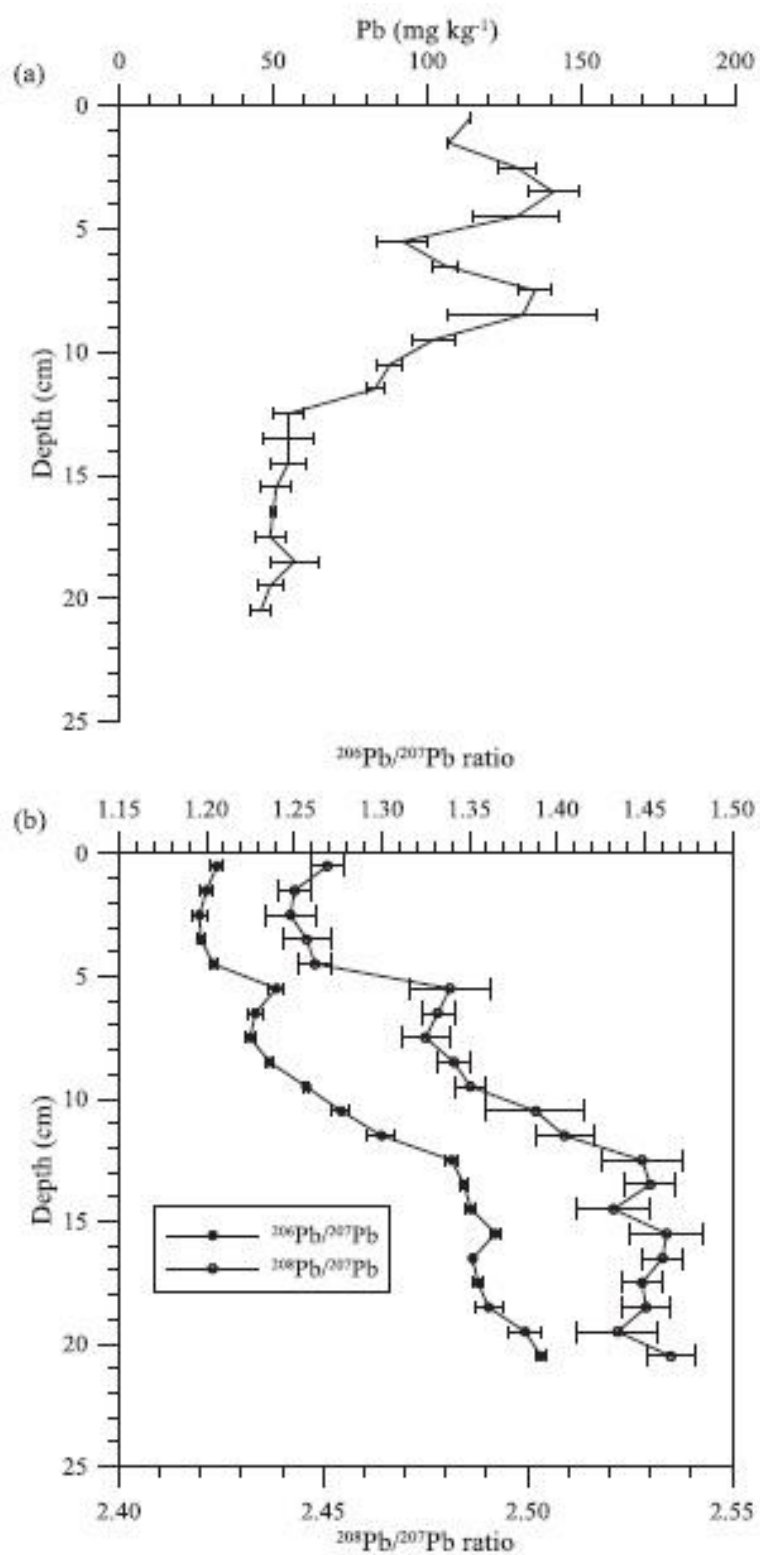 Pb (mg kg⁻¹)
(a)
0 50 100 150 200
0
5
10
15
20
25
Depth (cm)
²⁰⁶Pb/²⁰⁷Pb ratio
(b)
1.15 1.20 1.25 1.30 1.35 1.40 1.45 1.50
0
5
10
15
20
25
Depth (cm)
²⁰⁶Pb/²⁰⁷Pb
²⁰⁸Pb/²⁰⁷Pb
2.40 2.45 2.50 2.55
²⁰⁸Pb/²⁰⁷Pb ratio